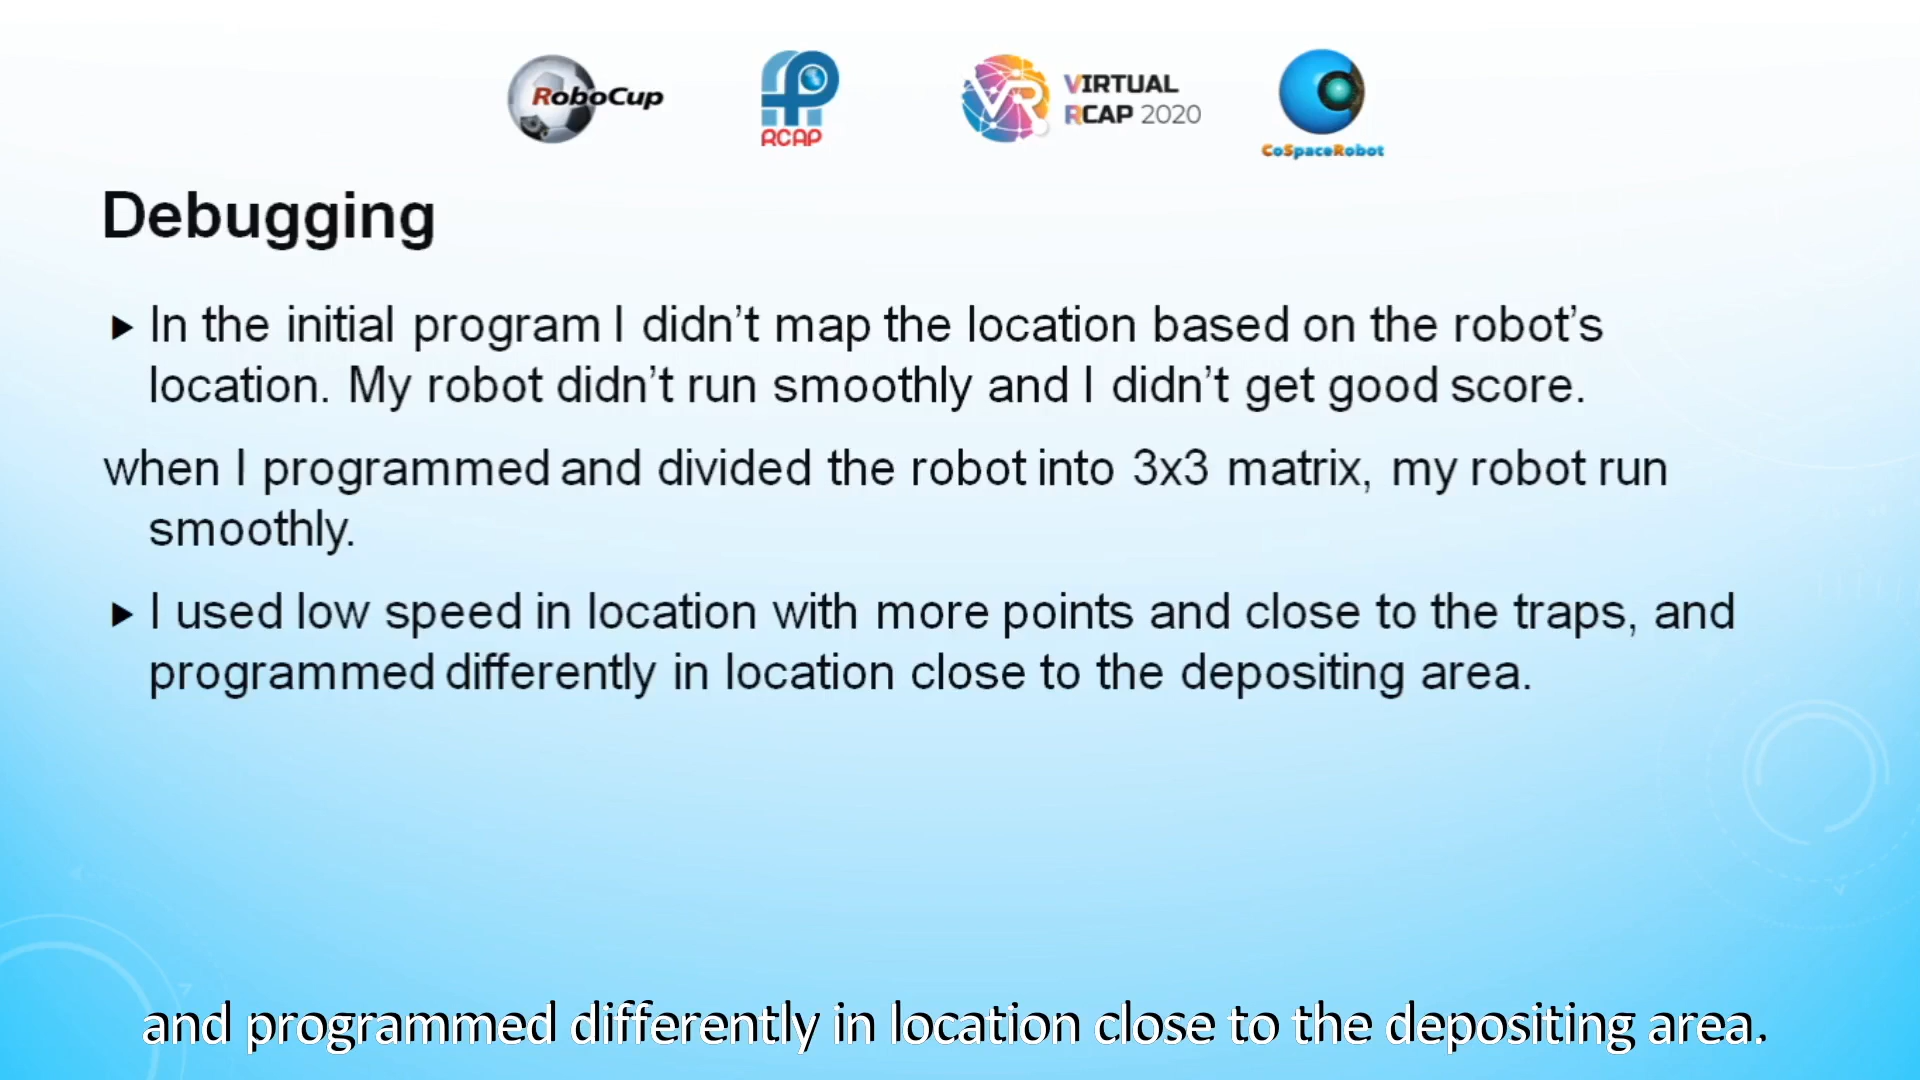 RoboCup
RCAP
VR
VIRTUAL
RCAP 2020
CoSpaceRobot
Debugging
In the initial program I didn’t map the location based on the robot’s
location. My robot didn’t run smoothly and I didn’t get good score.
when I programmed and divided the robot into 3x3 matrix, my robot run
smoothly.
I used low speed in location with more points and close to the traps, and
programmed differently in location close to the depositing area.
and programmed differently in location close to the depositing area.